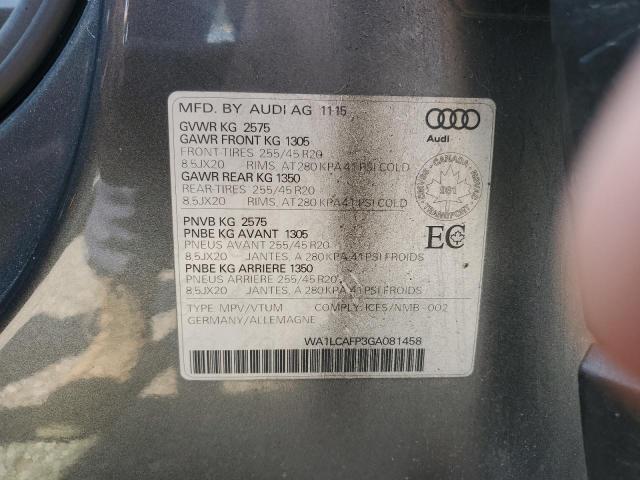 MFD. BY AUDI AG 11-15
Audi
GVWR KG 2575
GAWR FRONT KG 1305
FRONT-TIRES 255/45 R20
8.5JX20 RIMS, AT 280 KPA 41 PSI COLD
GAWR REAR KG 1350
REAR-TIRES 255/45 R20
8.5JX20 RIMS, AT 280 KPA 41 PSI COLD
CANADA
TRANSPORT
PNVB KG 2575
PNBE KG AVANT 1305
PNEUS AVANT 255/45 R20
8.5JX20 JANTES, A 280 KPA 41 PSI FROIDS
PNBE KG ARRIERE 1350
PNEUS ARRIERE 255/45 R20
8.5JX20 JANTES, A 280 KPA 41 PSI FROIDS
EC
TYPE: MPV/VTUM COMPLY: ICES/NMB-002
GERMANY/ALLEMAGNE
WA1LCAFP3GA081458